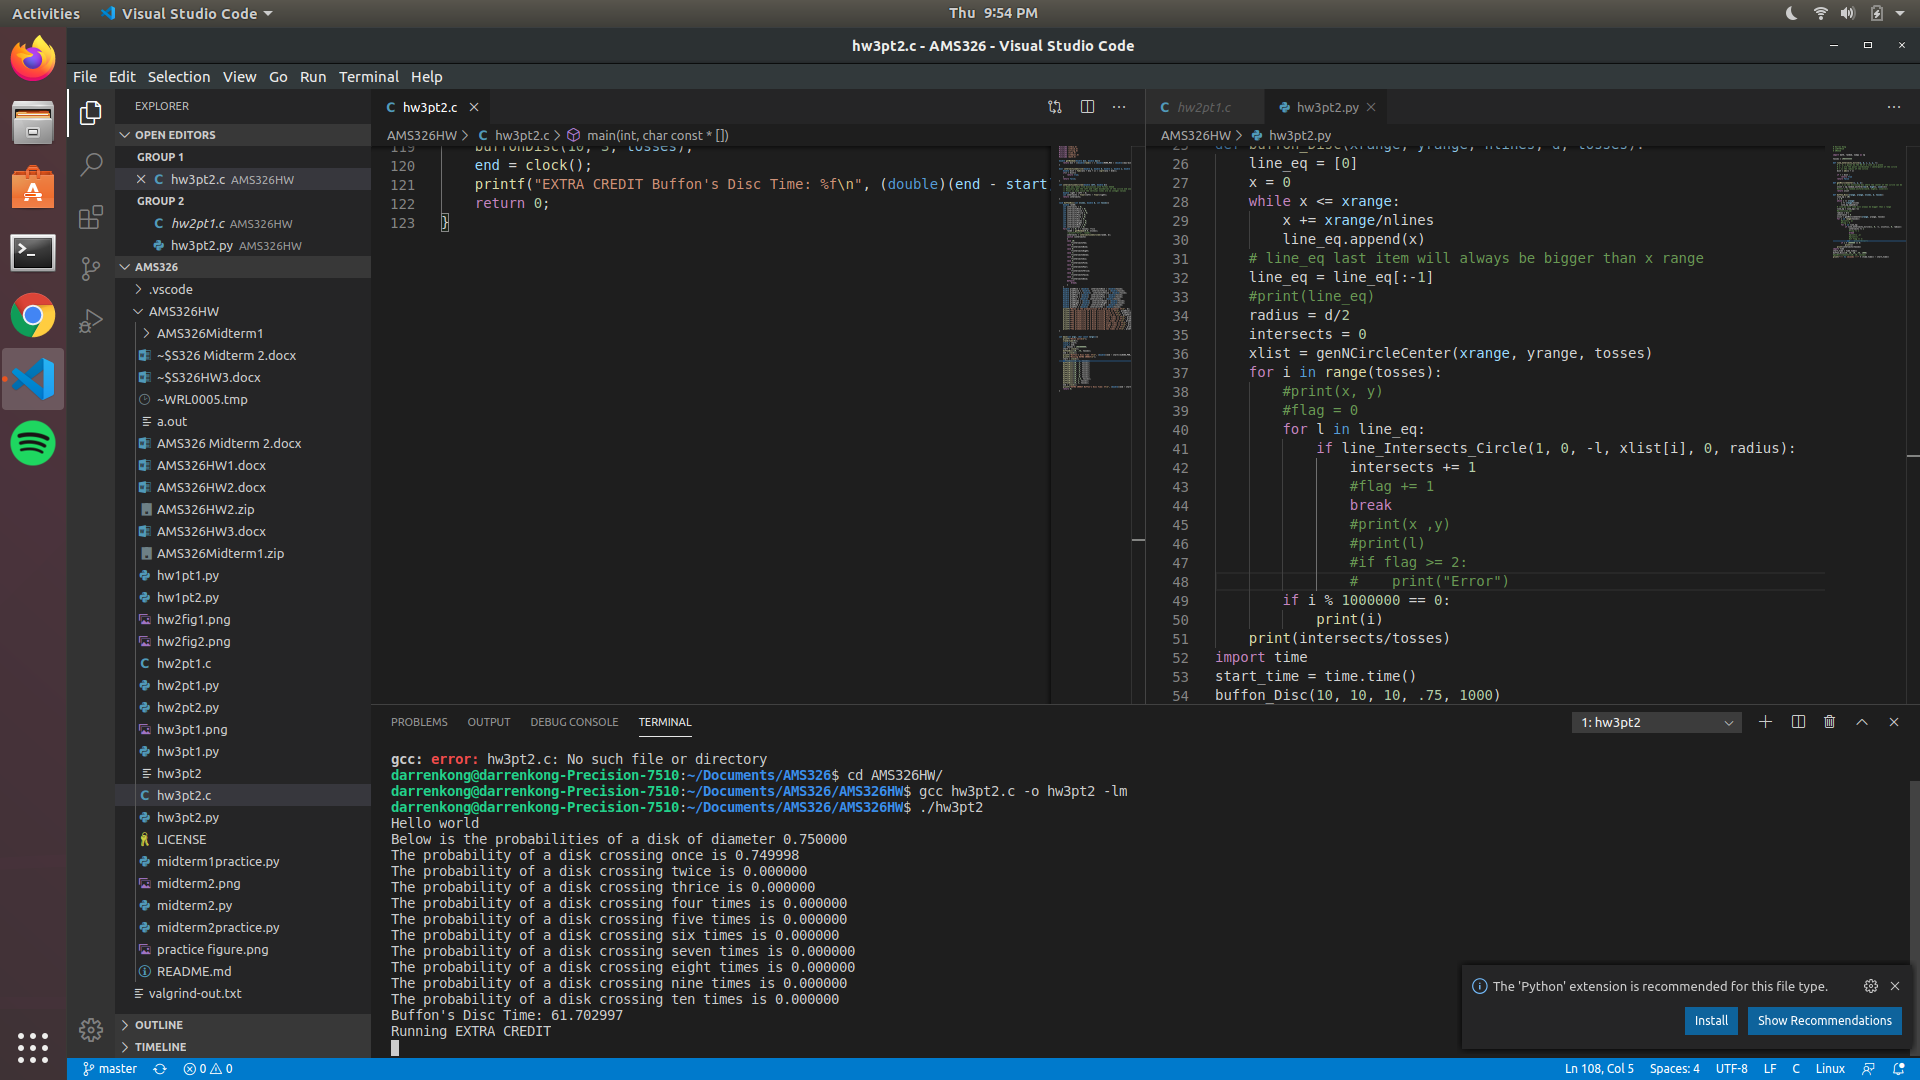 Activities
Visual Studio Code
Thu 9:54 PM
hw3pt2.c - AMS326 - Visual Studio Code
File Edit Selection View Go Run Terminal Help
EXPLORER
OPEN EDITORS
GROUP 1
hw3pt2.c AMS326HW
GROUP 2
hw2pt1.c AMS326HW
hw3pt2.py AMS326HW
AMS326
.vscode
AMS326HW
AMS326Midterm1
~$S326 Midterm 2.docx
~$S326HW3.docx
~WRL0005.tmp
a.out
AMS326 Midterm 2.docx
AMS326HW1.docx
AMS326HW2.docx
AMS326HW2.zip
AMS326HW3.docx
AMS326Midterm1.zip
hw1pt1.py
hw1pt2.py
hw2fig1.png
hw2fig2.png
hw2pt1.c
hw2pt1.py
hw2pt2.py
hw3pt1.png
hw3pt1.py
hw3pt2
hw3pt2.c
hw3pt2.py
LICENSE
midterm1practice.py
midterm2.png
midterm2.py
midterm2practice.py
practice figure.png
README.md
valgrind-out.txt
OUTLINE
TIMELINE
hw3pt2.c
AMS326HW > hw3pt2.c > main(int, char const * [])
119 buffonDisc(10, 3, tosses);
120 end = clock();
121 printf("EXTRA CREDIT Buffon's Disc Time: %f\n", (double)(end - start
122 return 0;
123 }
hw2pt1.c
hw3pt2.py
AMS326HW > hw3pt2.py
25 def buffon_Disc(xrange, yrange, nlines, d, tosses):
26 line_eq = [0]
27 x = 0
28 while x <= xrange:
29 x += xrange/nlines
30 line_eq.append(x)
31 # line_eq last item will always be bigger than x range
32 line_eq = line_eq[:-1]
33 #print(line_eq)
34 radius = d/2
35 intersects = 0
36 xlist = genNCircleCenter(xrange, yrange, tosses)
37 for i in range(tosses):
38 #print(x, y)
39 #flag = 0
40 for l in line_eq:
41 if line_Intersects_Circle(1, 0, -l, xlist[i], 0, radius):
42 intersects += 1
43 #flag += 1
44 break
45 #print(x ,y)
46 #print(l)
47 #if flag >= 2:
48 # print("Error")
49 if i % 1000000 == 0:
50 print(i)
51 print(intersects/tosses)
52 import time
53 start_time = time.time()
54 buffon_Disc(10, 10, 10, .75, 1000)
PROBLEMS OUTPUT DEBUG CONSOLE TERMINAL
1: hw3pt2
gcc: error: hw3pt2.c: No such file or directory
darrenkong@darrenkong-Precision-7510:~/Documents/AMS326$ cd AMS326HW/
darrenkong@darrenkong-Precision-7510:~/Documents/AMS326/AMS326HW$ gcc hw3pt2.c -o hw3pt2 -lm
darrenkong@darrenkong-Precision-7510:~/Documents/AMS326/AMS326HW$ ./hw3pt2
Hello world
Below is the probabilities of a disk of diameter 0.750000
The probability of a disk crossing once is 0.749998
The probability of a disk crossing twice is 0.000000
The probability of a disk crossing thrice is 0.000000
The probability of a disk crossing four times is 0.000000
The probability of a disk crossing five times is 0.000000
The probability of a disk crossing six times is 0.000000
The probability of a disk crossing seven times is 0.000000
The probability of a disk crossing eight times is 0.000000
The probability of a disk crossing nine times is 0.000000
The probability of a disk crossing ten times is 0.000000
Buffon's Disc Time: 61.702997
Running EXTRA CREDIT
The 'Python' extension is recommended for this file type.
Install
Show Recommendations
master
0 0
Ln 108, Col 5
Spaces: 4
UTF-8
LF
C
Linux